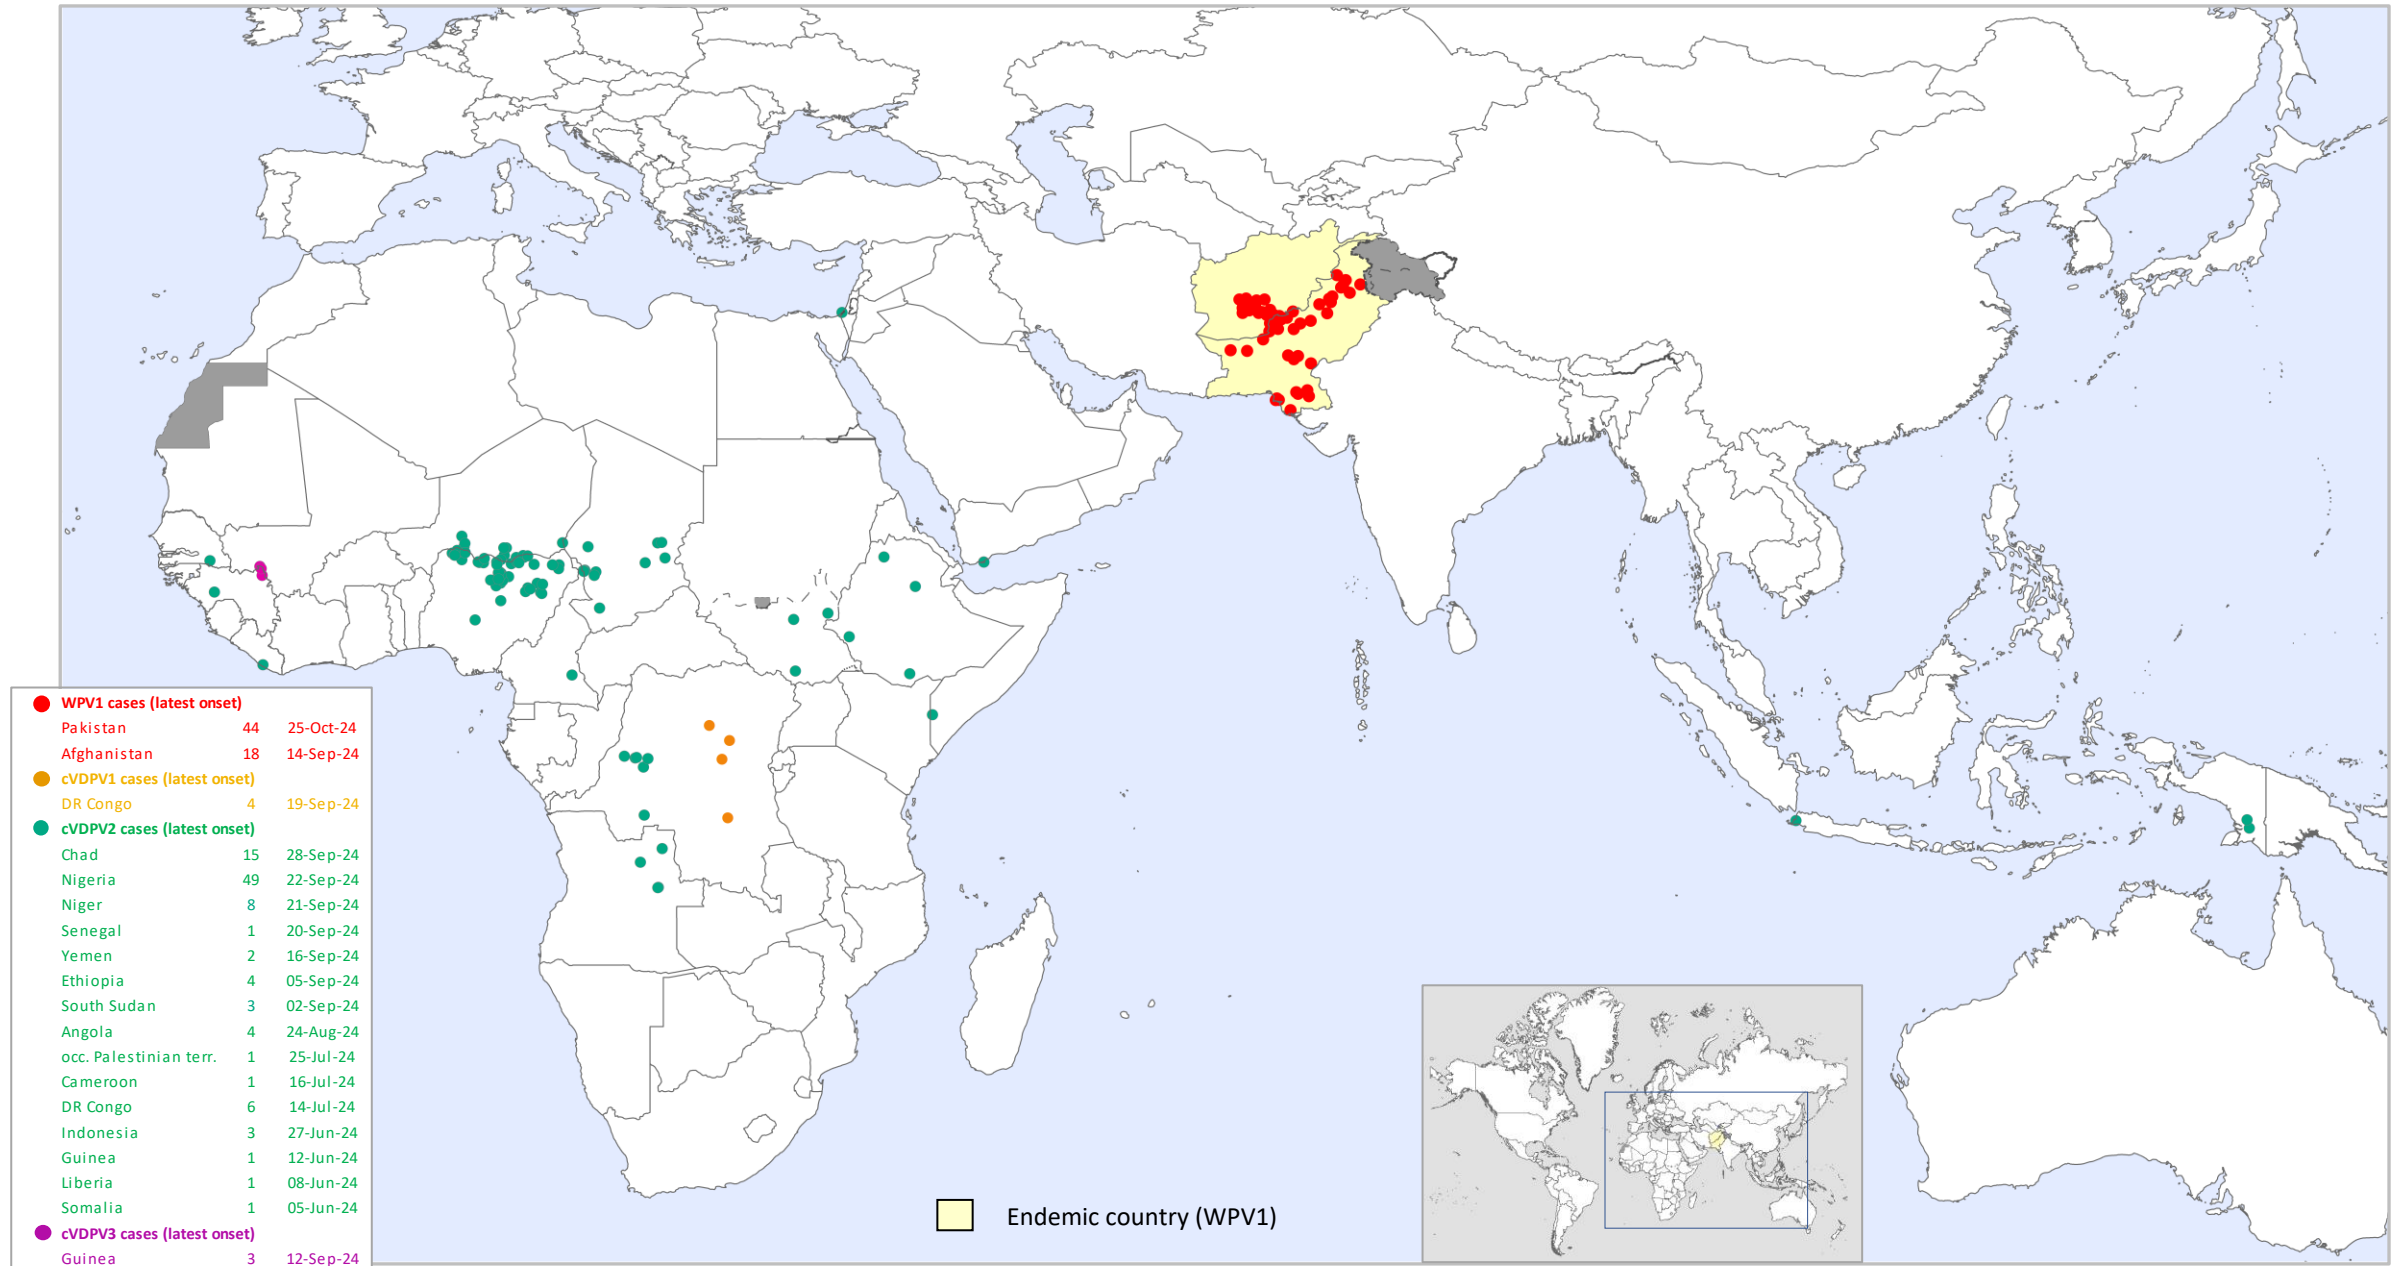 WPV1 cases (latest onset)
Pakistan 44 25-Oct-24
Afghanistan 18 14-Sep-24
cVDPV1 cases (latest onset)
DR Congo 4 19-Sep-24
cVDPV2 cases (latest onset)
Chad 15 28-Sep-24
Nigeria 49 22-Sep-24
Niger 8 21-Sep-24
Senegal 1 20-Sep-24
Yemen 2 16-Sep-24
Ethiopia 4 05-Sep-24
South Sudan 3 02-Sep-24
Angola 4 24-Aug-24
occ. Palestinian terr. 1 25-Jul-24
Cameroon 1 16-Jul-24
DR Congo 6 14-Jul-24
Indonesia 3 27-Jun-24
Guinea 1 12-Jun-24
Liberia 1 08-Jun-24
Somalia 1 05-Jun-24
cVDPV3 cases (latest onset)
Guinea 3 12-Sep-24
Endemic country (WPV1)